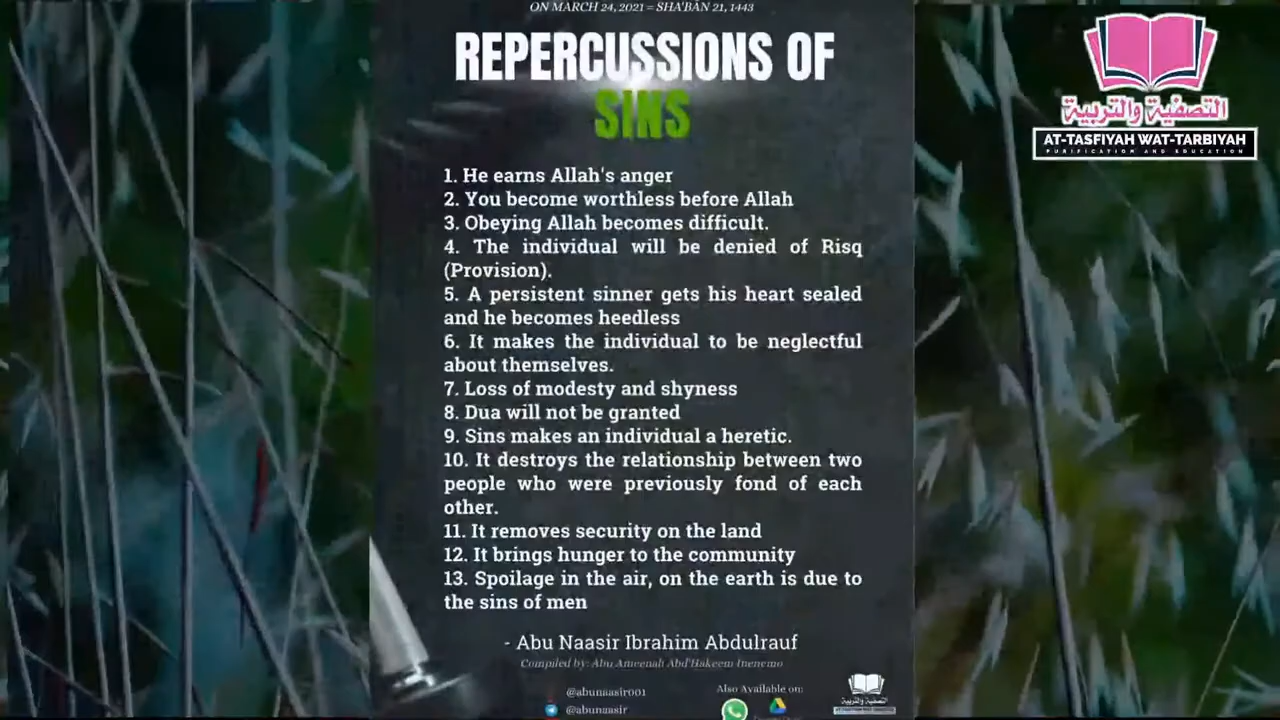 ON MARCH 24, 2021 = SHA'BĀN 21, 1443
REPERCUSSIONS OF
SINS
1. He earns Allah's anger
2. You become worthless before Allah
3. Obeying Allah becomes difficult.
4. The individual will be denied of Risq
(Provision).
5. A persistent sinner gets his heart sealed
and he becomes heedless
6. It makes the individual to be neglectful
about themselves.
7. Loss of modesty and shyness
8. Dua will not be granted
9. Sins makes an individual a heretic.
10. It destroys the relationship between two
people who were previously fond of each
other.
11. It removes security on the land
12. It brings hunger to the community
13. Spoilage in the air, on the earth is due to
the sins of men
- Abu Naasir Ibrahim Abdulrauf
Compiled by: Abu Ameenah Abd'Hakeem Inenemo
@abunaasir001
@abunaasir
Also Available on:
التصفية والتربية
التصفية والتربية
AT-TASFIYAH WAT-TARBIYAH
PURIFICATION AND EDUCATION